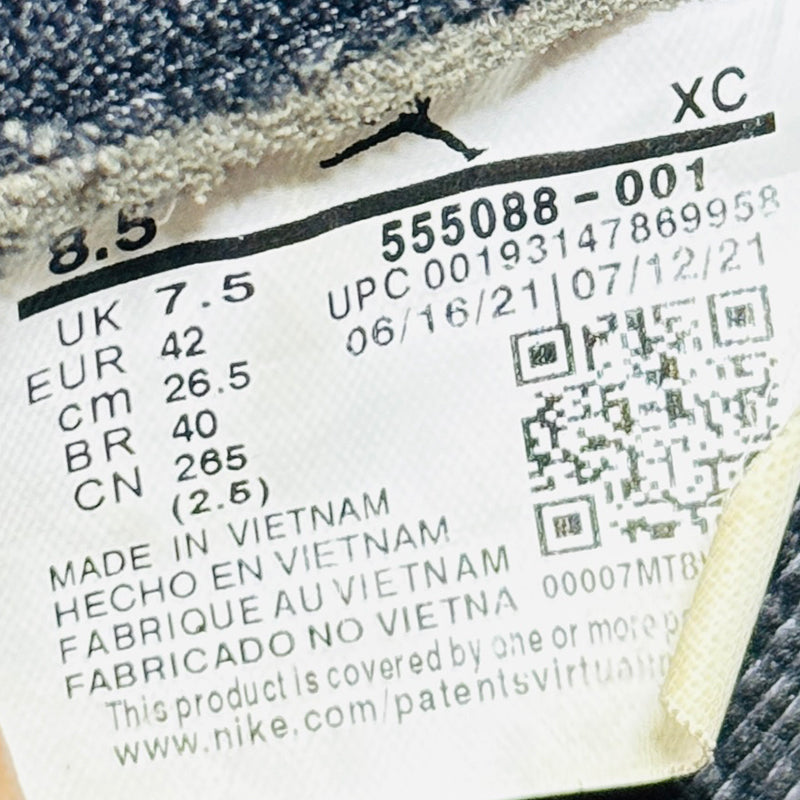 XC
8.5
555088-001
UPC 00193147869958
06/16/21 | 07/12/21
UK 7.5
EUR 42
cm 26.5
BR 40
CN 265
(2.5)
MADE IN VIETNAM
HECHO EN VIETNAM
FABRIQUE AU VIETNAM
FABRICADO NO VIETNA
00007MT8
This product is covered by one or more
www.nike.com/patentsvirtual